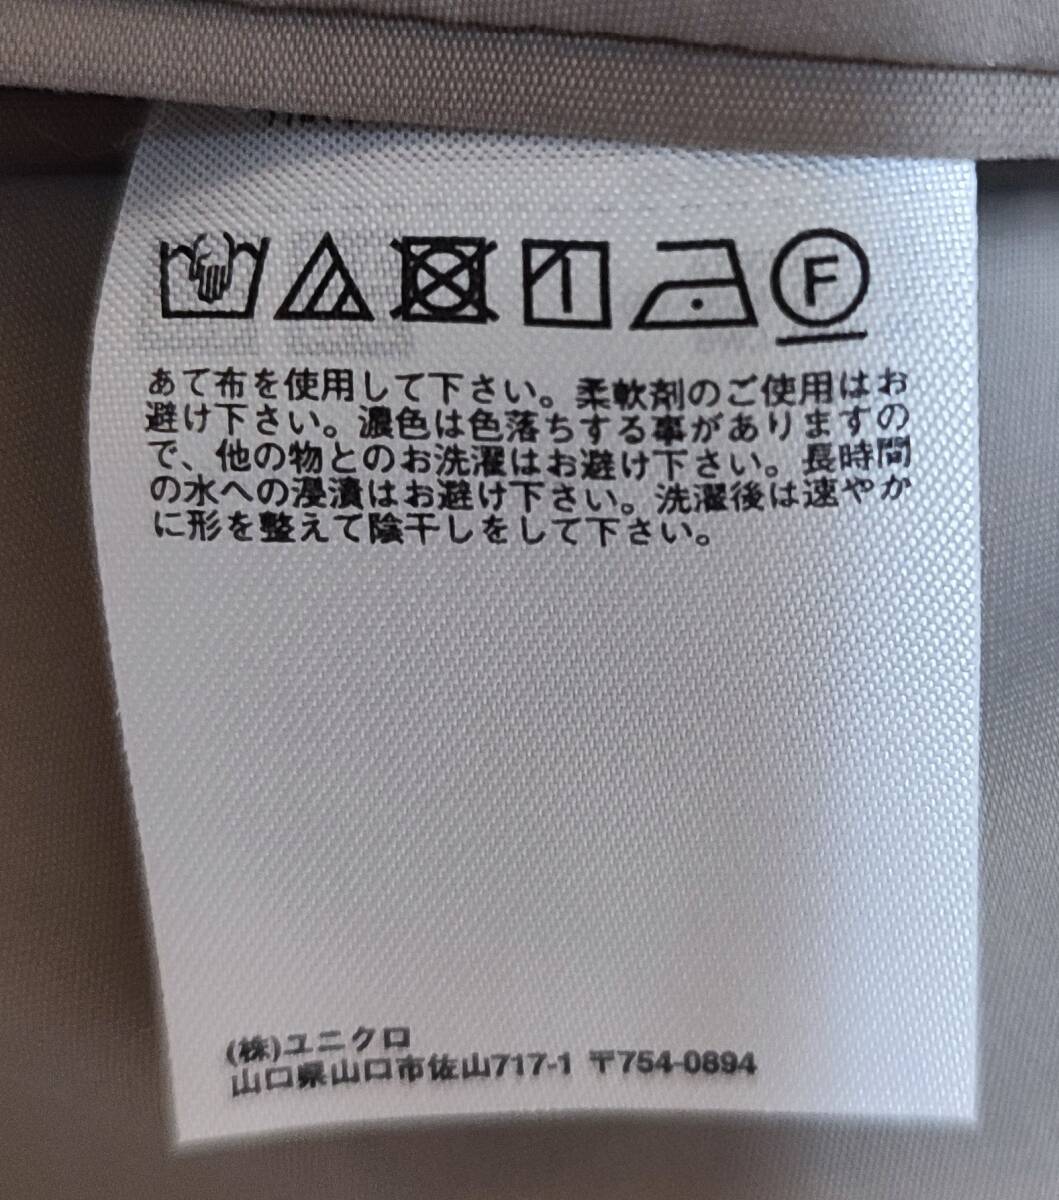 F
あて布を使用して下さい。柔軟剤のご使用はお
避け下さい。濃色は色落ちする事がありますの
で、他の物とのお洗濯はお避け下さい。長時間
の水への浸漬はお避け下さい。洗濯後は速やか
に形を整えて陰干しをして下さい。
(株)ユニクロ
山口県山口市佐山717-1 〒754-0894